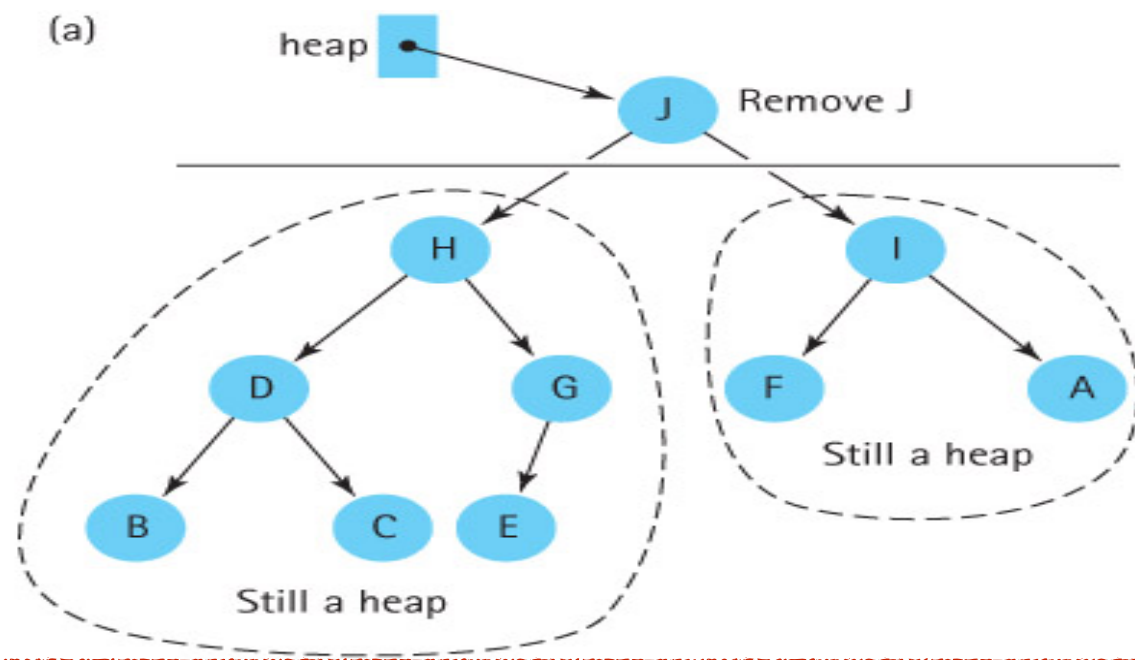 (a)
heap
J Remove J
H I
D G F A
Still a heap
B C E
Still a heap